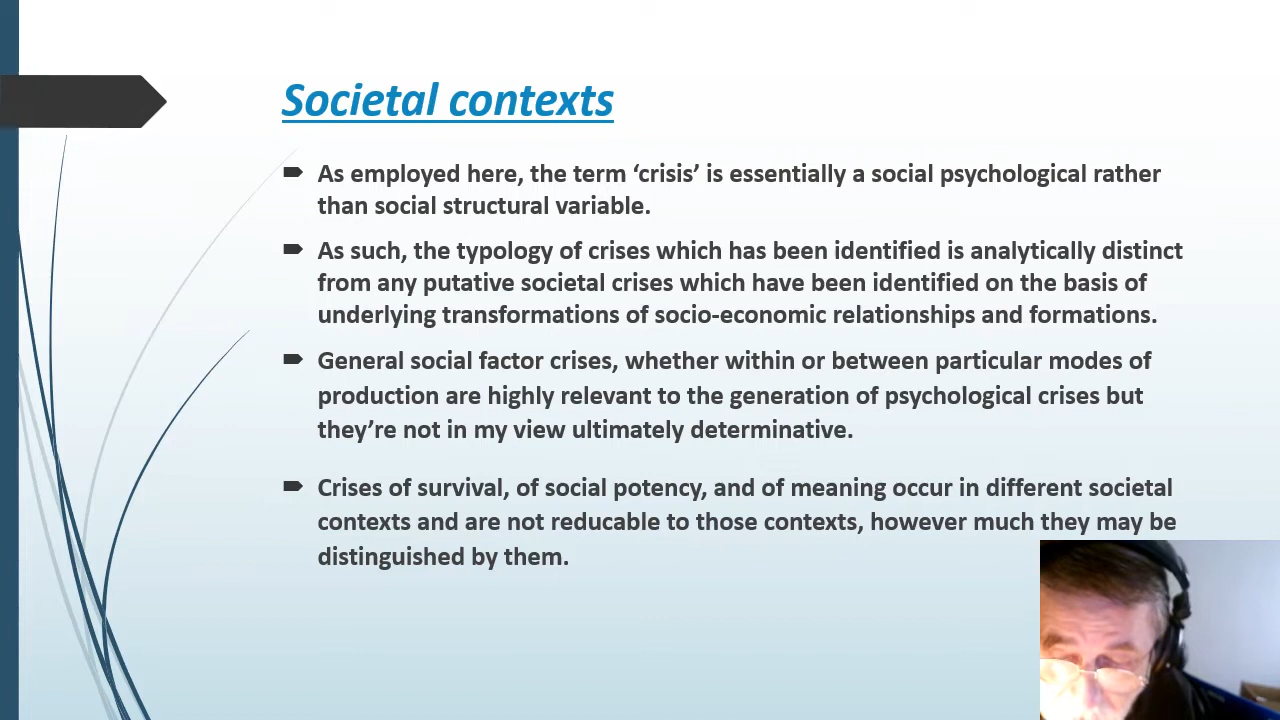 Societal contexts
As employed here, the term ‘crisis’ is essentially a social psychological rather
than social structural variable.
As such, the typology of crises which has been identified is analytically distinct
from any putative societal crises which have been identified on the basis of
underlying transformations of socio-economic relationships and formations.
General social factor crises, whether within or between particular modes of
production are highly relevant to the generation of psychological crises but
they’re not in my view ultimately determinative.
Crises of survival, of social potency, and of meaning occur in different societal
contexts and are not reducable to those contexts, however much they may be
distinguished by them.